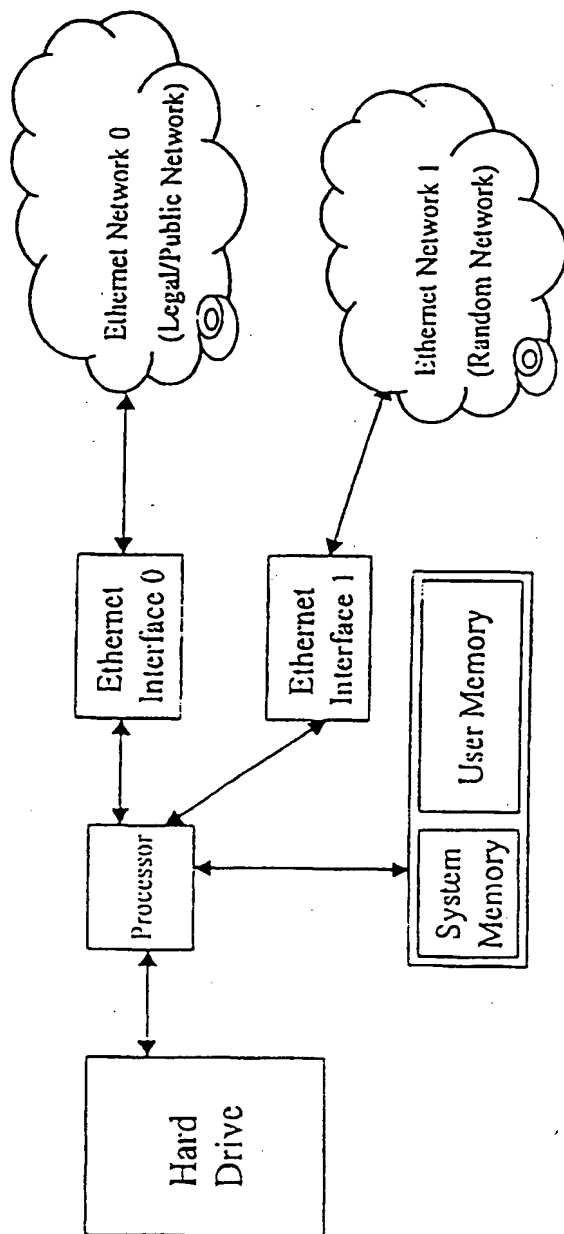 Hard
Drive
Processor
System
Memory
User Memory
Ethernet
Interface 0
Ethernet
Interface 1
Ethernet Network 0
(Legal/Public Network)
Ethernet Network 1
(Random Network)